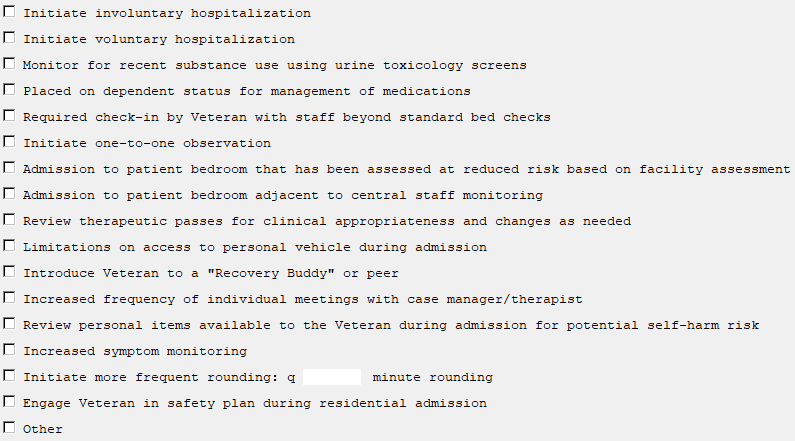 Initiate involuntary hospitalization
Initiate voluntary hospitalization
Monitor for recent substance use using urine toxicology screens
Placed on dependent status for management of medications
Required check-in by Veteran with staff beyond standard bed checks
Initiate one-to-one observation
Admission to patient bedroom that has been assessed at reduced risk based on facility assessment
Admission to patient bedroom adjacent to central staff monitoring
Review therapeutic passes for clinical appropriateness and changes as needed
Limitations on access to personal vehicle during admission
Introduce Veteran to a "Recovery Buddy" or peer
Increased frequency of individual meetings with case manager/therapist
Review personal items available to the Veteran during admission for potential self-harm risk
Increased symptom monitoring
Initiate more frequent rounding: q minute rounding
Engage Veteran in safety plan during residential admission
Other